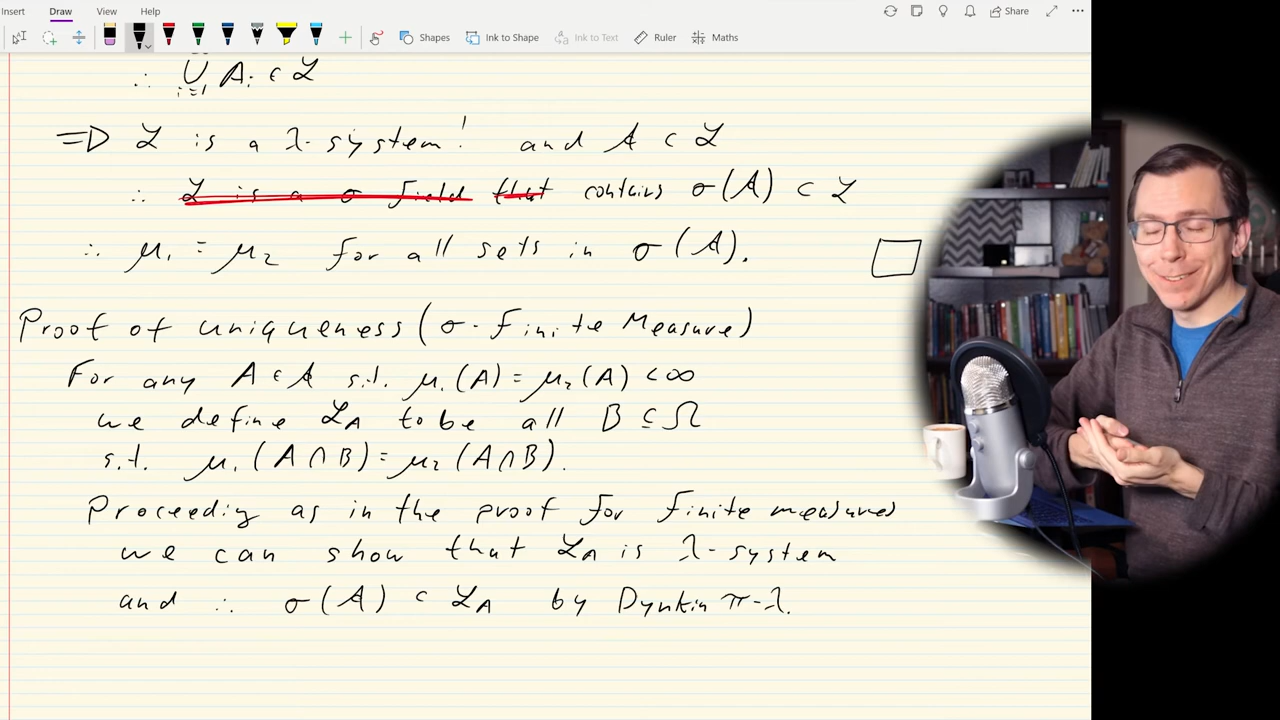 Insert Draw View Help Share
Shapes Ink to Shape Ink to Text Ruler Maths
∴ ⋃ Aᵢ ∈ ℒ
i=1
⇒ ℒ is a λ-system! and 𝒜 ⊂ ℒ
∴ ℒ is a σ field that contains σ(𝒜) ⊂ ℒ
∴ μ₁ = μ₂ for all sets in σ(𝒜). □
Proof of uniqueness (σ-Finite Measure)
For any A ∈ 𝒜 s.t. μ₁(A) = μ₂(A) < ∞
we define ℒ_A to be all B ⊆ Ω
s.t. μ₁(A ∩ B) = μ₂(A ∩ B).
Proceedig as in the proof for finite measures
we can show that ℒ_A is λ-system
and ∴ σ(𝒜) ⊂ ℒ_A by Dynkin π-λ.